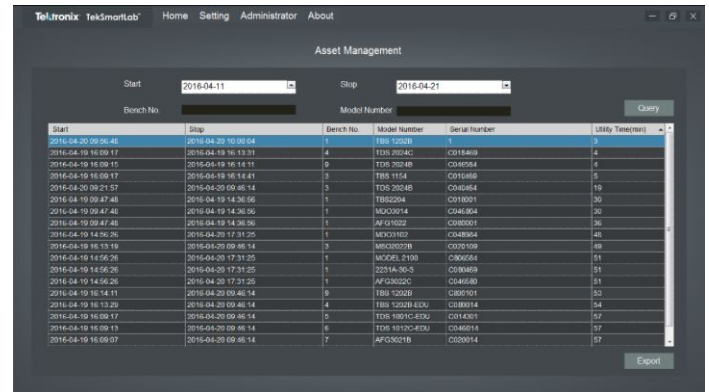 Tektronix TekSmartLab™ Home Setting Administrator About
Asset Management
Start 2016-04-11 Stop 2016-04-21
Bench No. Model Number Query
Start Stop Bench No. Model Number Serial Number Utility Time(min)
2016-04-20 09:56:48 2016-04-20 10:00:04 1 TBS 1202B 1 3
2016-04-19 16:09:17 2016-04-19 16:13:31 4 TDS 2024C C018469 4
2016-04-19 16:09:15 2016-04-19 16:14:11 9 TDS 2024B C046564 4
2016-04-19 16:09:17 2016-04-19 16:14:41 3 TBS 1154 C010469 5
2016-04-20 09:21:57 2016-04-20 09:46:14 3 TDS 2024B C040464 19
2016-04-19 09:47:48 2016-04-19 14:36:56 1 TBS2204 C018001 30
2016-04-19 09:47:48 2016-04-19 14:36:56 1 MDO3014 C046804 30
2016-04-19 09:47:48 2016-04-19 14:36:56 1 AFG1022 C080001 36
2016-04-19 14:56:26 2016-04-20 17:31:25 1 MDO3102 C048984 48
2016-04-19 16:13:19 2016-04-20 09:46:14 3 MSO2022B C020109 49
2016-04-19 14:56:26 2016-04-20 17:31:25 1 MODEL 2100 C806584 51
2016-04-19 14:56:26 2016-04-20 17:31:25 1 2231A-30-3 C080469 51
2016-04-19 14:56:26 2016-04-20 17:31:25 1 AFG3022C C046580 51
2016-04-19 16:14:11 2016-04-20 09:46:14 9 TBS 1202B C800101 53
2016-04-19 16:13:29 2016-04-20 09:46:14 4 TBS 1202B-EDU C080014 54
2016-04-19 16:09:17 2016-04-20 09:46:14 5 TDS 1001C-EDU C014301 57
2016-04-19 16:09:13 2016-04-20 09:46:14 6 TDS 1012C-EDU C046014 57
2016-04-19 16:09:07 2016-04-20 09:46:14 7 AFG3021B C020014 57
Export